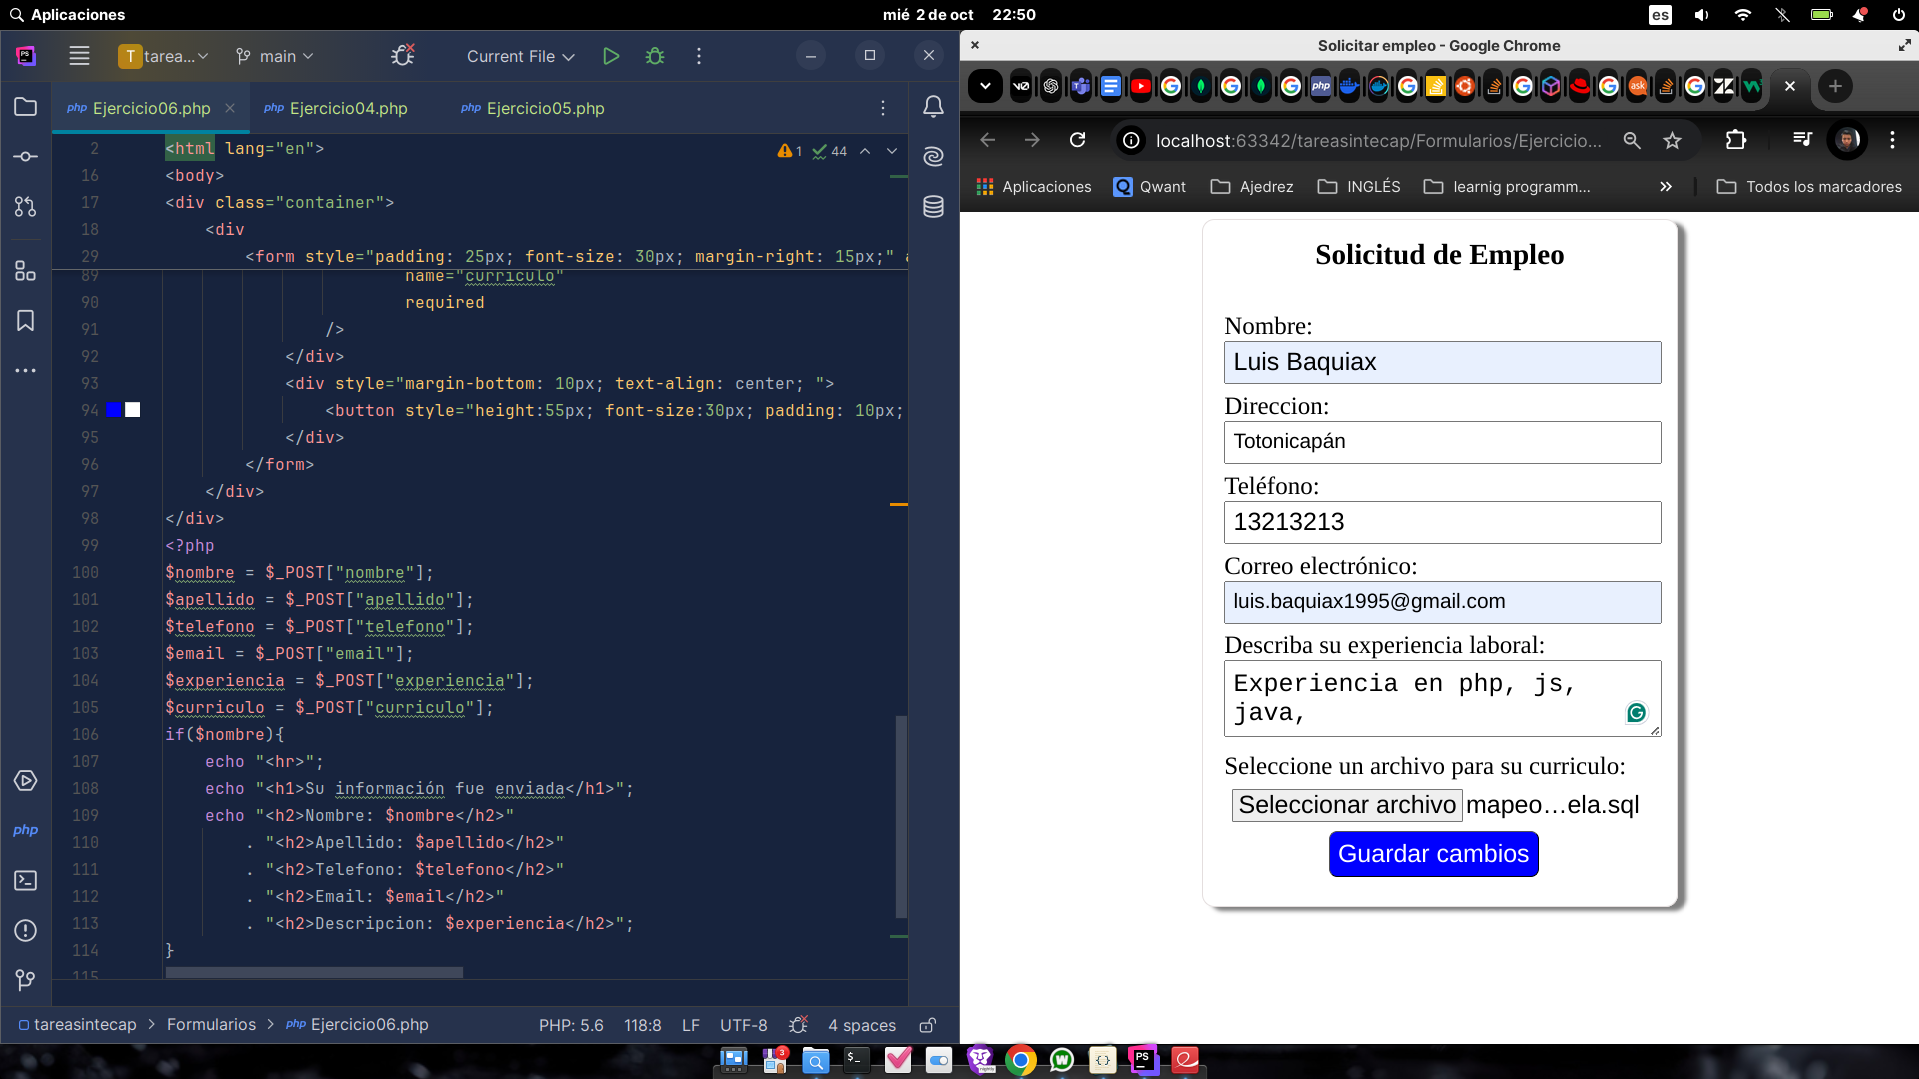 Aplicaciones
mié 2 de oct 22:50
es
T tarea...
main
Current File
php Ejercicio06.php
php Ejercicio04.php
php Ejercicio05.php
2 <html lang="en">
1 44
16 <body>
17 <div class="container">
18 <div
29 <form style="padding: 25px; font-size: 30px; margin-right: 15px;" a
89 name="curriculo"
90 required
91 />
92 </div>
93 <div style="margin-bottom: 10px; text-align: center; ">
94 <button style="height:55px; font-size:30px; padding: 10px;
95 </div>
96 </form>
97 </div>
98 </div>
99 <?php
100 $nombre = $_POST["nombre"];
101 $apellido = $_POST["apellido"];
102 $telefono = $_POST["telefono"];
103 $email = $_POST["email"];
104 $experiencia = $_POST["experiencia"];
105 $curriculo = $_POST["curriculo"];
106 if($nombre){
107 echo "<hr>";
108 echo "<h1>Su información fue enviada</h1>";
109 echo "<h2>Nombre: $nombre</h2>"
110 . "<h2>Apellido: $apellido</h2>"
111 . "<h2>Telefono: $telefono</h2>"
112 . "<h2>Email: $email</h2>"
113 . "<h2>Descripcion: $experiencia</h2>";
114 }
115
php
tareasintecap > Formularios > php Ejercicio06.php
PHP: 5.6 118:8 LF UTF-8 4 spaces
Solicitar empleo - Google Chrome
localhost:63342/tareasintecap/Formularios/Ejercicio...
Aplicaciones
Qwant
Ajedrez
INGLÉS
learnig programm...
Todos los marcadores
Solicitud de Empleo
Nombre:
Luis Baquiax
Direccion:
Totonicapán
Teléfono:
13213213
Correo electrónico:
luis.baquiax1995@gmail.com
Describa su experiencia laboral:
Experiencia en php, js,
java,
Seleccione un archivo para su curriculo:
Seleccionar archivo mapeo…ela.sql
Guardar cambios